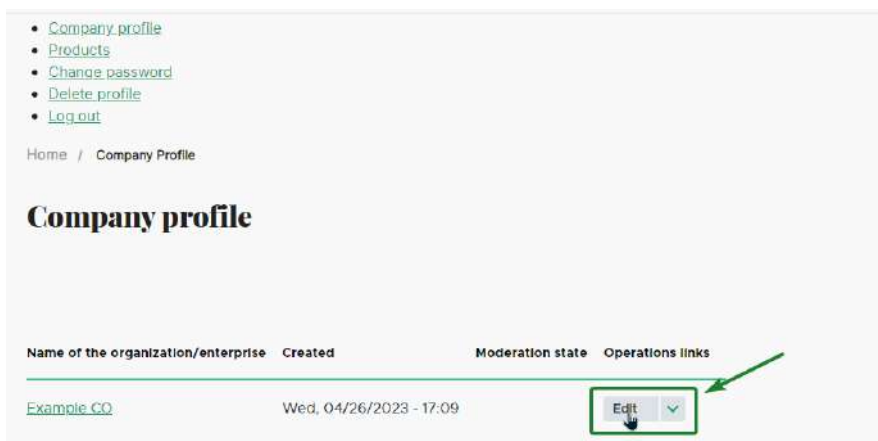 Company profile
Products
Change password
Delete profile
Log out
Home / Company Profile
Company profile
Name of the organization/enterprise Created Moderation state Operations links
Example CO Wed, 04/26/2023 - 17:09 Edit